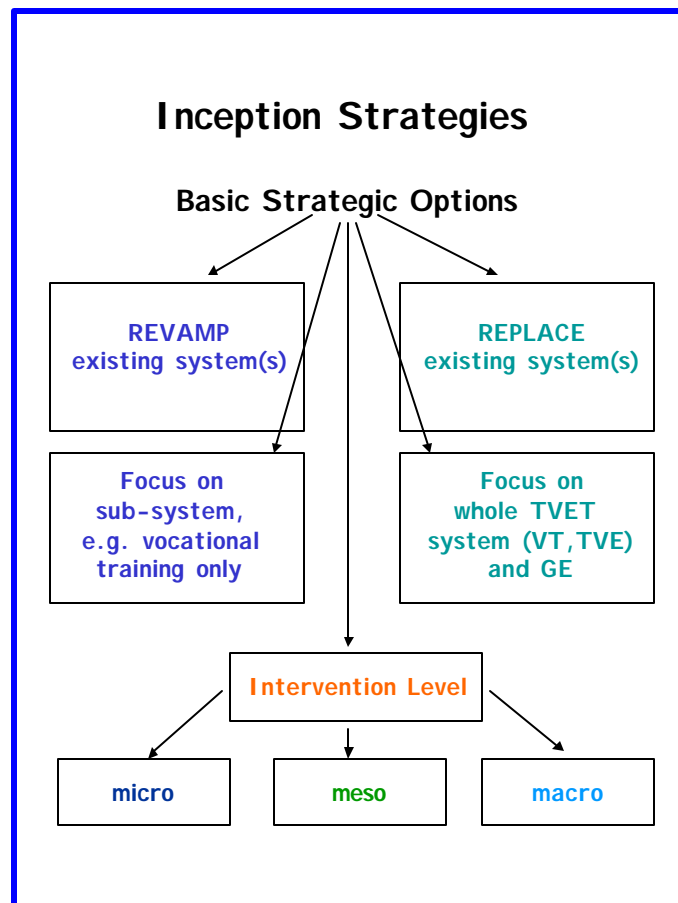 Inception Strategies
Basic Strategic Options
REVAMP
existing system(s)
REPLACE
existing system(s)
Focus on
sub-system,
e.g. vocational
training only
Focus on
whole TVET
system (VT,TVE)
and GE
Intervention Level
micro
meso
macro